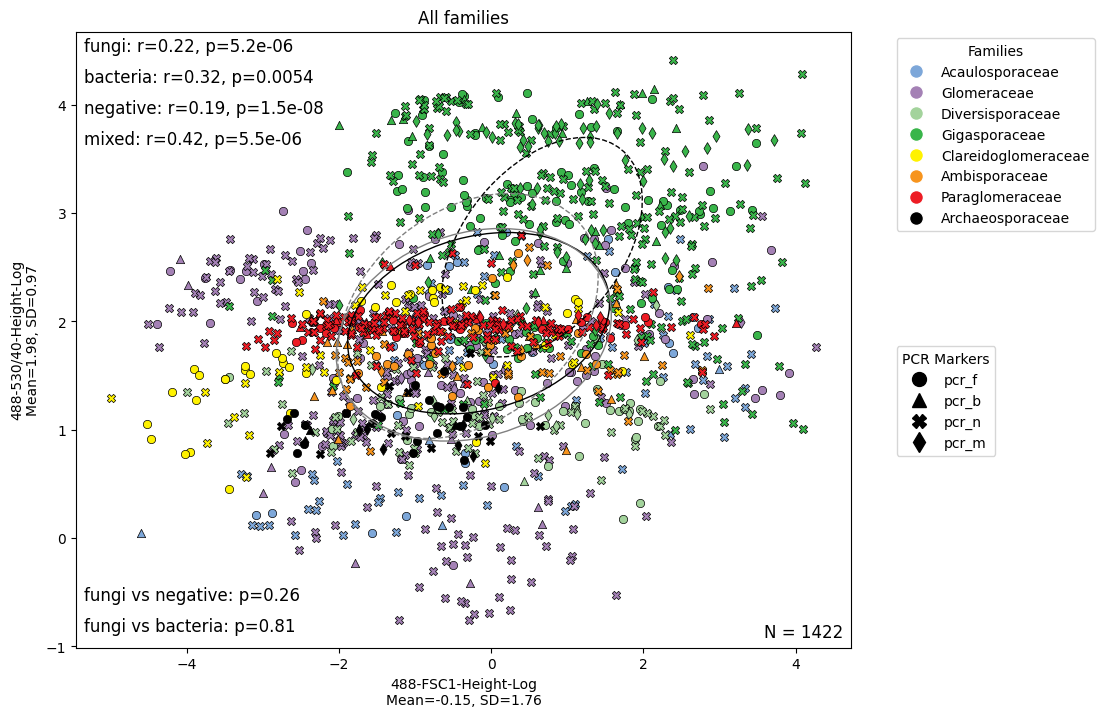 All families
fungi: r=0.22, p=5.2e-06
bacteria: r=0.32, p=0.0054
negative: r=0.19, p=1.5e-08
mixed: r=0.42, p=5.5e-06
fungi vs negative: p=0.26
fungi vs bacteria: p=0.81
N = 1422
4
3
2
1
0
−1
488-530/40-Height-Log
Mean=1.98, SD=0.97
−4
−2
0
2
4
488-FSC1-Height-Log
Mean=-0.15, SD=1.76
Families
Acaulosporaceae
Glomeraceae
Diversisporaceae
Gigasporaceae
Clareidoglomeraceae
Ambisporaceae
Paraglomeraceae
Archaeosporaceae
PCR Markers
pcr_f
pcr_b
pcr_n
pcr_m